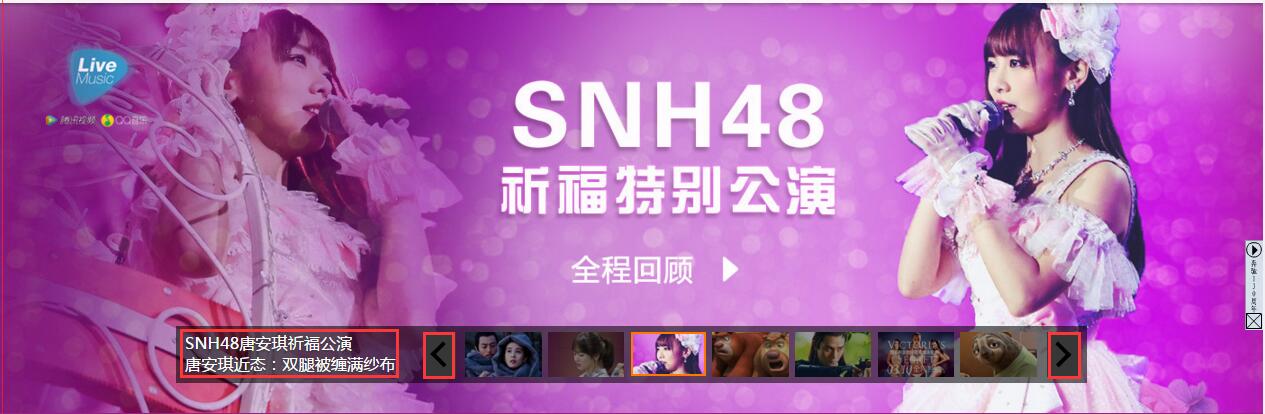 Live
Music
腾讯视频 QQ音乐
SNH48
祈福特别公演
全程回顾
SNH48唐安琪祈福公演
唐安琪近态：双腿被缠满纱布
VICTORIA'S
SECRET